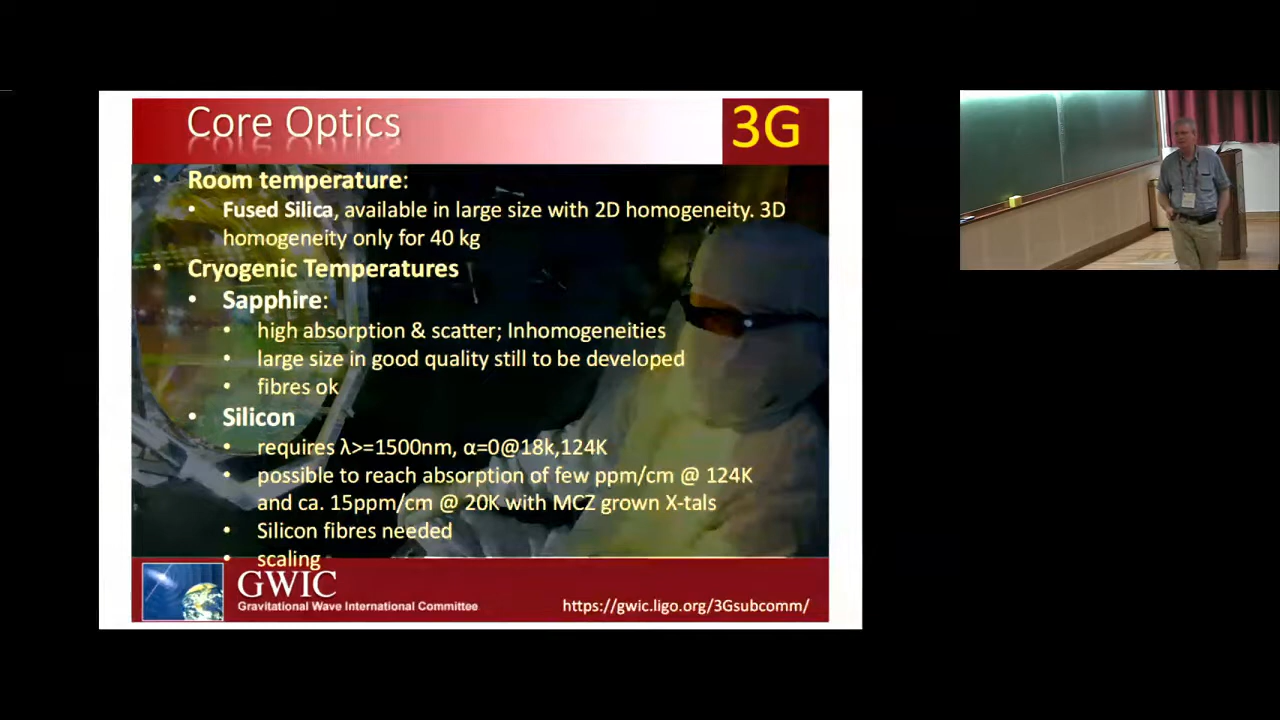 Core Optics
3G
• Room temperature:
• Fused Silica, available in large size with 2D homogeneity. 3D
homogeneity only for 40 kg
• Cryogenic Temperatures
• Sapphire:
• high absorption & scatter; Inhomogeneities
• large size in good quality still to be developed
• fibres ok
• Silicon
• requires λ>=1500nm, α=0@18k,124K
• possible to reach absorption of few ppm/cm @ 124K
and ca. 15ppm/cm @ 20K with MCZ grown X-tals
• Silicon fibres needed
• scaling
GWIC
Gravitational Wave International Committee
https://gwic.ligo.org/3Gsubcomm/